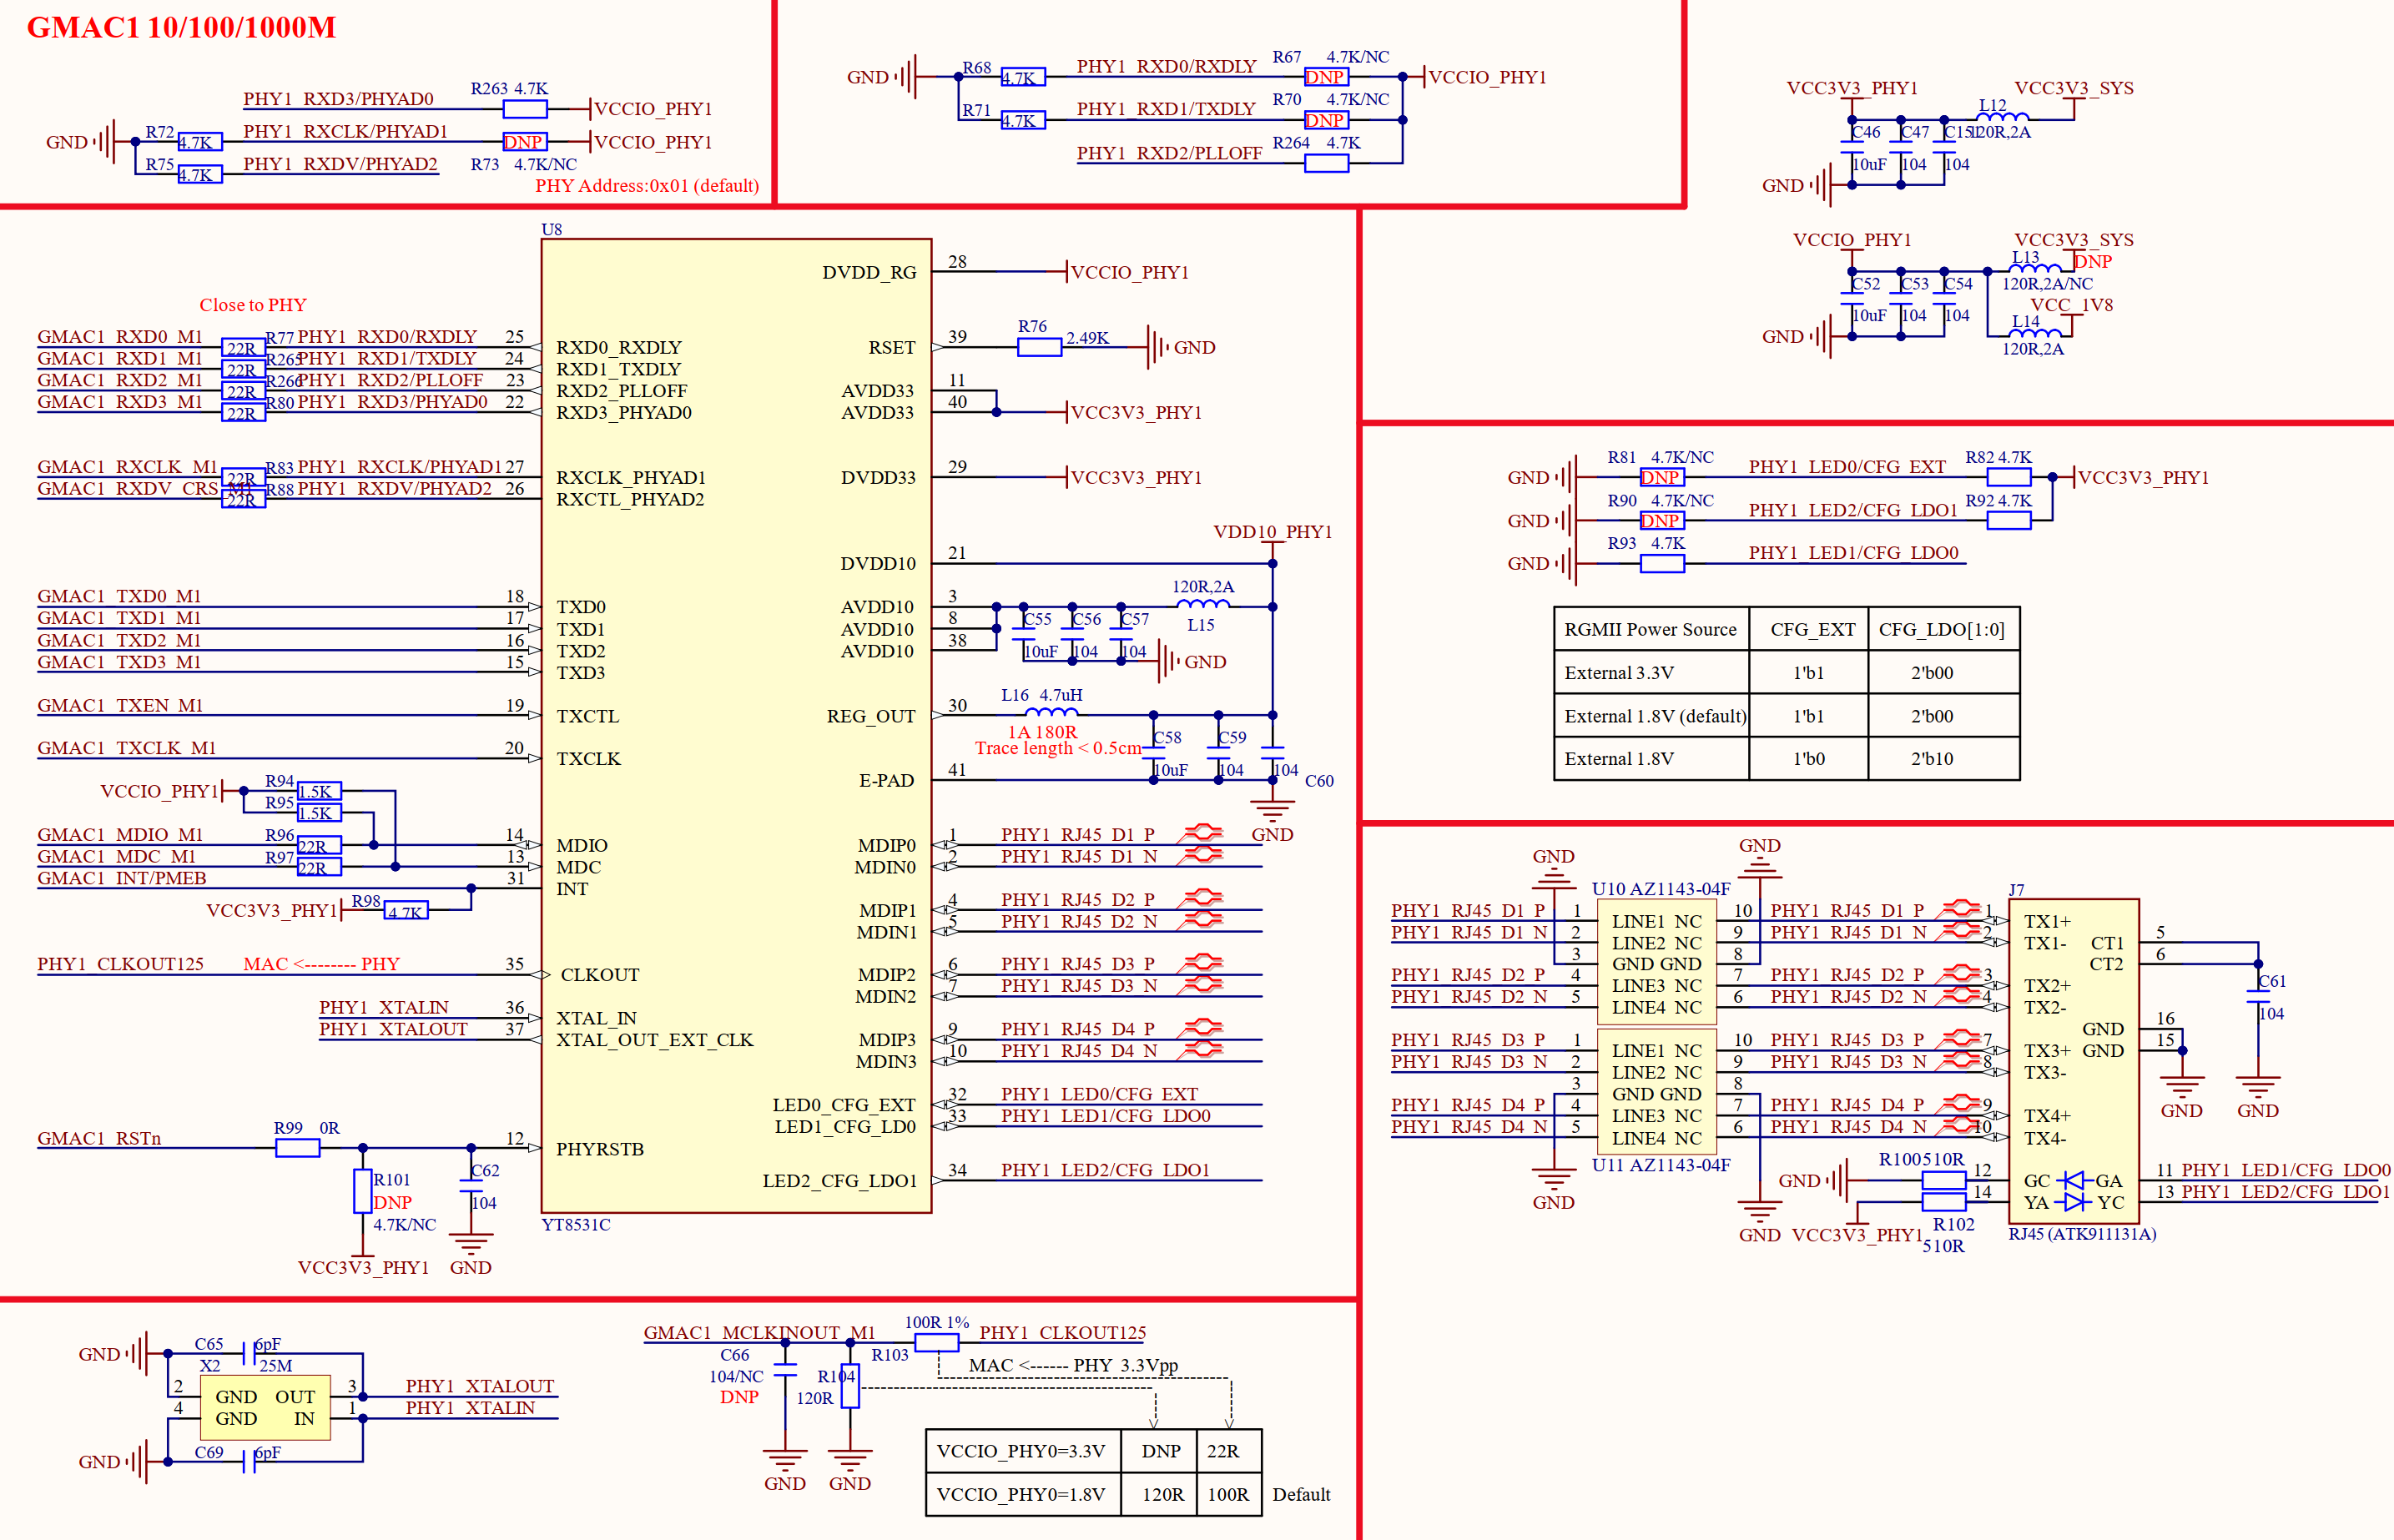 GMAC1 10/100/1000M
R263 4.7K
PHY1_RXD3/PHYAD0
VCCIO_PHY1
R72
4.7K
PHY1_RXCLK/PHYAD1
DNP
VCCIO_PHY1
GND
R75
4.7K
PHY1_RXDV/PHYAD2
R73 4.7K/NC
PHY Address:0x01 (default)
GND
R68
4.7K
PHY1_RXD0/RXDLY
R67 4.7K/NC
DNP
VCCIO_PHY1
R71
4.7K
PHY1_RXD1/TXDLY
R70 4.7K/NC
DNP
PHY1_RXD2/PLLOFF
R264 4.7K
VCC3V3_PHY1
VCC3V3_SYS
L12
120R,2A
C46
10uF
C47
104
C151
104
GND
VCCIO_PHY1
VCC3V3_SYS
L13
DNP
120R,2A/NC
C52
10uF
C53
104
C54
104
VCC_1V8
L14
120R,2A
GND
U8
Close to PHY
GMAC1_RXD0_M1
22R
R77
PHY1_RXD0/RXDLY
25
RXD0_RXDLY
GMAC1_RXD1_M1
22R
R265
PHY1_RXD1/TXDLY
24
RXD1_TXDLY
GMAC1_RXD2_M1
22R
R266
PHY1_RXD2/PLLOFF
23
RXD2_PLLOFF
GMAC1_RXD3_M1
22R
R80
PHY1_RXD3/PHYAD0
22
RXD3_PHYAD0
GMAC1_RXCLK_M1
22R
R83
PHY1_RXCLK/PHYAD1
27
RXCLK_PHYAD1
GMAC1_RXDV_CRS_M1
22R
R88
PHY1_RXDV/PHYAD2
26
RXCTL_PHYAD2
GMAC1_TXD0_M1
18
TXD0
GMAC1_TXD1_M1
17
TXD1
GMAC1_TXD2_M1
16
TXD2
GMAC1_TXD3_M1
15
TXD3
GMAC1_TXEN_M1
19
TXCTL
GMAC1_TXCLK_M1
20
TXCLK
VCCIO_PHY1
R94
1.5K
R95
1.5K
GMAC1_MDIO_M1
R96
22R
14
MDIO
GMAC1_MDC_M1
R97
22R
13
MDC
GMAC1_INT/PMEB
31
INT
VCC3V3_PHY1
R98
4.7K
PHY1_CLKOUT125
MAC <-------- PHY
35
CLKOUT
PHY1_XTALIN
36
XTAL_IN
PHY1_XTALOUT
37
XTAL_OUT_EXT_CLK
GMAC1_RSTn
R99 0R
12
PHYRSTB
R101
DNP
4.7K/NC
VCC3V3_PHY1
C62
104
GND
YT8531C
DVDD_RG
28
VCCIO_PHY1
RSET
39
R76
2.49K
GND
AVDD33
11
AVDD33
40
VCC3V3_PHY1
DVDD33
29
VCC3V3_PHY1
VDD10_PHY1
DVDD10
21
AVDD10
3
AVDD10
8
AVDD10
38
120R,2A
L15
C55
10uF
C56
104
C57
104
GND
REG_OUT
30
L16 4.7uH
1A 180R
Trace length < 0.5cm
C58
10uF
C59
104
104
C60
E-PAD
41
GND
MDIP0
1
PHY1_RJ45_D1_P
MDIN0
2
PHY1_RJ45_D1_N
MDIP1
4
PHY1_RJ45_D2_P
MDIN1
5
PHY1_RJ45_D2_N
MDIP2
6
PHY1_RJ45_D3_P
MDIN2
7
PHY1_RJ45_D3_N
MDIP3
9
PHY1_RJ45_D4_P
MDIN3
10
PHY1_RJ45_D4_N
LED0_CFG_EXT
32
PHY1_LED0/CFG_EXT
LED1_CFG_LD0
33
PHY1_LED1/CFG_LDO0
LED2_CFG_LDO1
34
PHY1_LED2/CFG_LDO1
GND
R81 4.7K/NC
DNP
PHY1_LED0/CFG_EXT
R82 4.7K
VCC3V3_PHY1
GND
R90 4.7K/NC
DNP
PHY1_LED2/CFG_LDO1
R92 4.7K
GND
R93 4.7K
PHY1_LED1/CFG_LDO0
RGMII Power Source CFG_EXT CFG_LDO[1:0]
External 3.3V 1'b1 2'b00
External 1.8V (default) 1'b1 2'b00
External 1.8V 1'b0 2'b10
GND
GND
U10 AZ1143-04F
J7
PHY1_RJ45_D1_P 1 LINE1 NC 10 PHY1_RJ45_D1_P 1 TX1+
PHY1_RJ45_D1_N 2 LINE2 NC 9 PHY1_RJ45_D1_N 2 TX1-
3 GND GND 8
PHY1_RJ45_D2_P 4 LINE3 NC 7 PHY1_RJ45_D2_P 3 TX2+
PHY1_RJ45_D2_N 5 LINE4 NC 6 PHY1_RJ45_D2_N 4 TX2-
PHY1_RJ45_D3_P 1 LINE1 NC 10 PHY1_RJ45_D3_P 7 TX3+
PHY1_RJ45_D3_N 2 LINE2 NC 9 PHY1_RJ45_D3_N 8 TX3-
3 GND GND 8
PHY1_RJ45_D4_P 4 LINE3 NC 7 PHY1_RJ45_D4_P 9 TX4+
PHY1_RJ45_D4_N 5 LINE4 NC 6 PHY1_RJ45_D4_N 10 TX4-
U11 AZ1143-04F
GND
GND
CT1 5
CT2 6
C61
104
GND 16
GND 15
GND
GND
R100 510R
GND
12
GC GA
11
PHY1_LED1/CFG_LDO0
14
YA YC
13
PHY1_LED2/CFG_LDO1
VCC3V3_PHY1
R102
510R
RJ45 (ATK911131A)
GND
C65
6pF
X2
25M
2 GND OUT 3 PHY1_XTALOUT
4 GND IN 1 PHY1_XTALIN
GND
C69
6pF
GMAC1_MCLKINOUT_M1
100R 1%
R103
PHY1_CLKOUT125
C66
104/NC
DNP
R104
120R
MAC <------ PHY 3.3Vpp
GND
GND
VCCIO_PHY0=3.3V DNP 22R
VCCIO_PHY0=1.8V 120R 100R Default